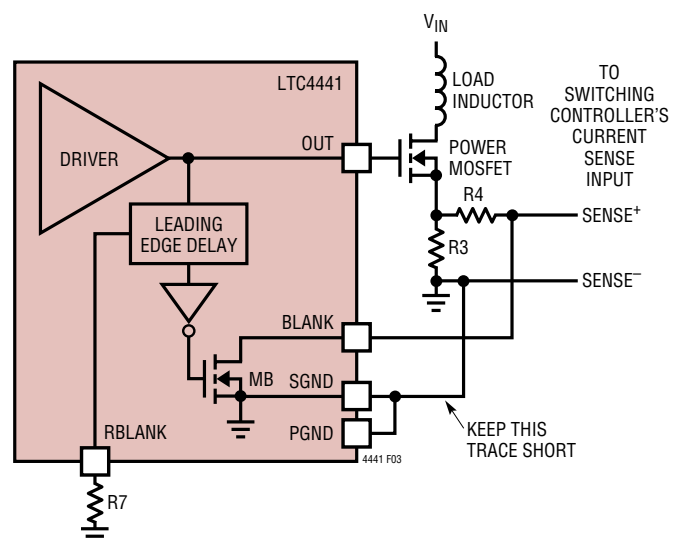 VIN
LTC4441
LOAD
INDUCTOR
TO
SWITCHING
CONTROLLER'S
CURRENT
SENSE
INPUT
OUT
DRIVER
POWER
MOSFET
R4
SENSE+
LEADING
EDGE DELAY
R3
SENSE–
BLANK
MB
SGND
RBLANK
PGND
KEEP THIS
TRACE SHORT
4441 F03
R7